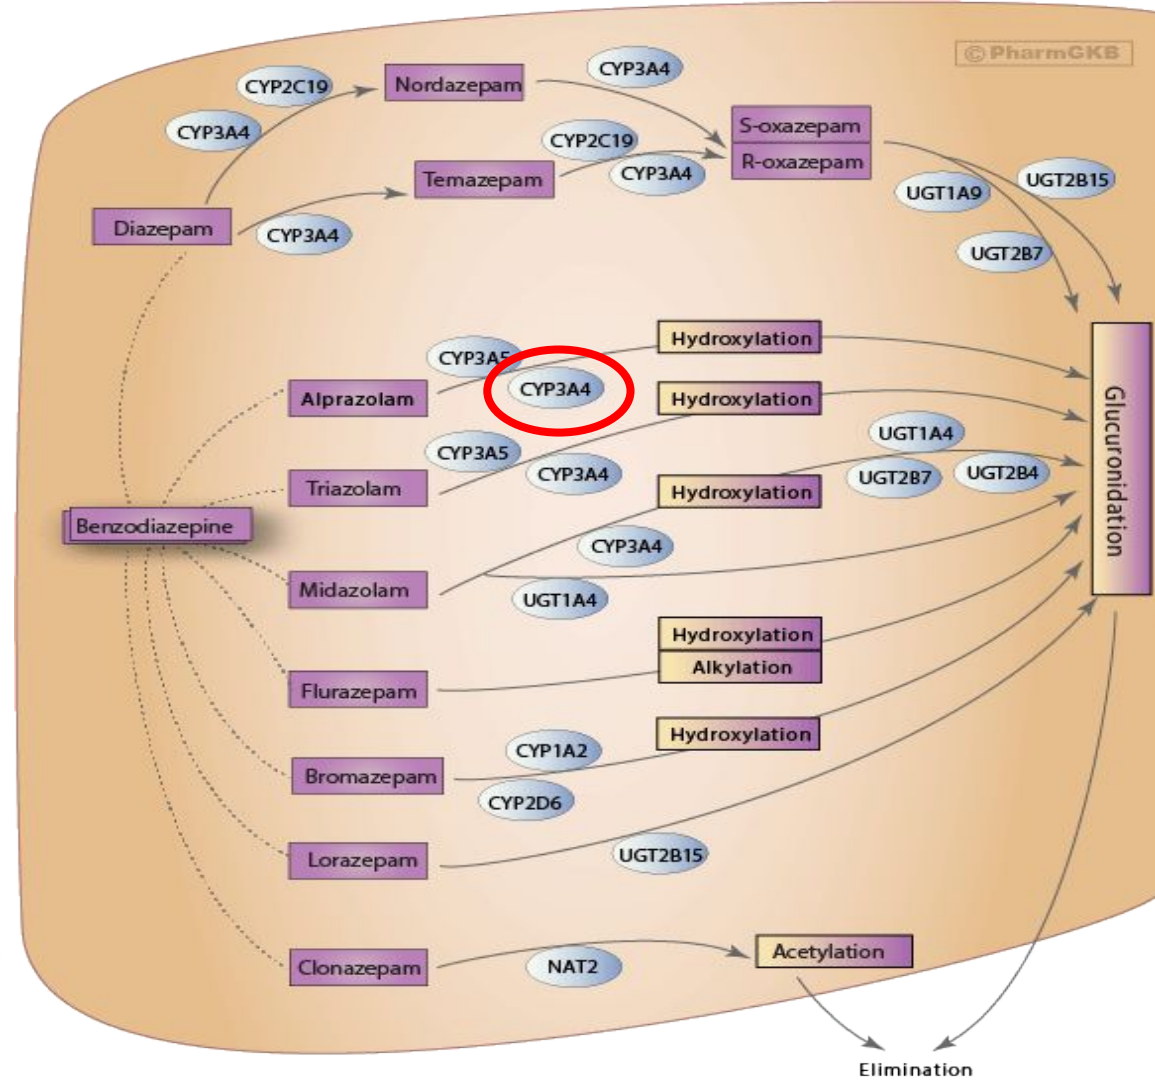 © PharmGKB
CYP2C19
Nordazepam
CYP3A4
CYP3A4
S-oxazepam
R-oxazepam
CYP2C19
Temazepam
CYP3A4
UGT1A9
UGT2B15
Diazepam
CYP3A4
UGT2B7
CYP3A5
Hydroxylation
Alprazolam
CYP3A4
Hydroxylation
Glucuronidation
CYP3A5
UGT1A4
Triazolam
CYP3A4
Hydroxylation
UGT2B7
UGT2B4
Benzodiazepine
CYP3A4
Midazolam
UGT1A4
Hydroxylation
Alkylation
Flurazepam
Hydroxylation
CYP1A2
Bromazepam
CYP2D6
Lorazepam
UGT2B15
Clonazepam
NAT2
Acetylation
Elimination